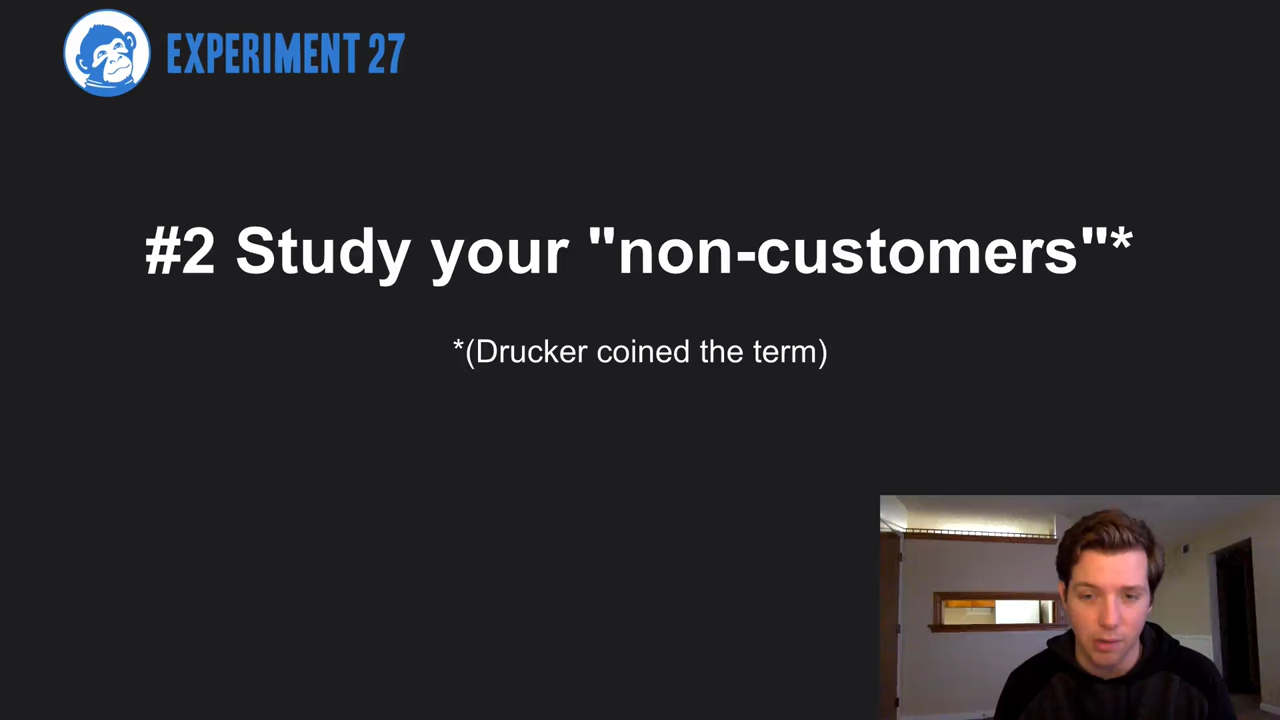 EXPERIMENT 27
#2 Study your "non-customers"*
*(Drucker coined the term)